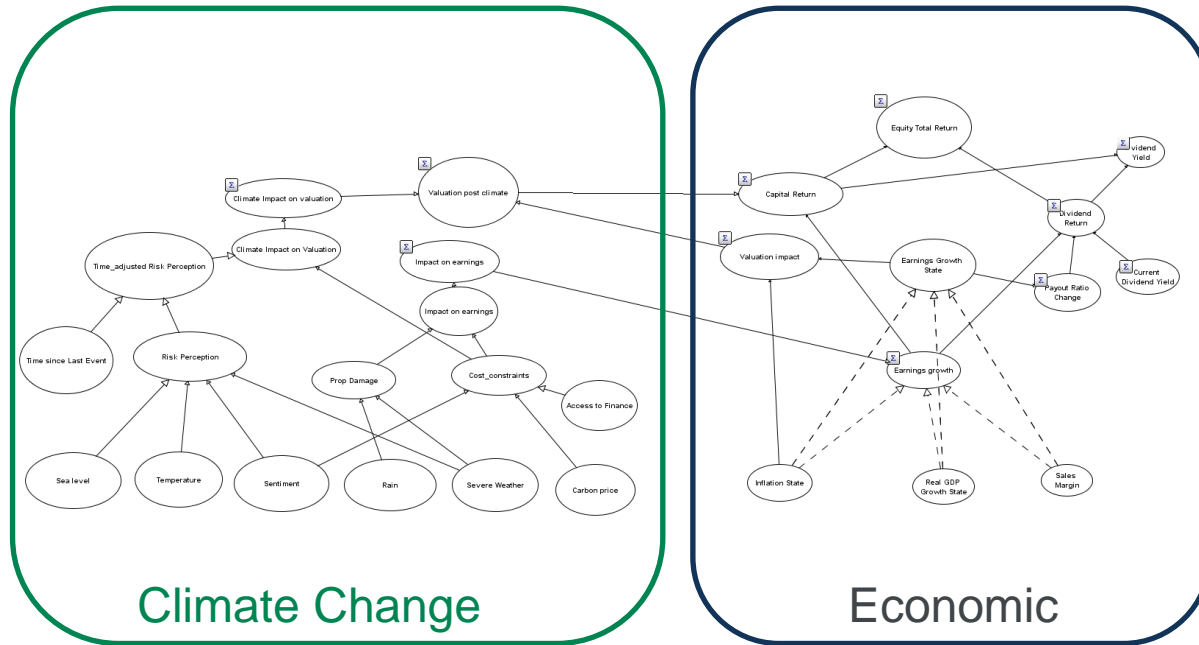 Σ
Equity Total Return
Σ
Dividend
Yield
Σ
Valuation post climate
Σ
Climate Impact on valuation
Σ
Capital Return
Σ
Dividend
Return
Climate Impact on Valuation
Time_adjusted Risk Perception
Σ
Impact on earnings
Σ
Valuation impact
Σ
Earnings Growth
State
Σ
Payout Ratio
Change
Σ
Current
Dividend Yield
Impact on earnings
Time since Last Event
Risk Perception
Prop Damage
Cost_constraints
Access to Finance
Σ
Earnings growth
Sea level
Temperature
Sentiment
Rain
Severe Weather
Carbon price
Inflation State
Real GDP
Growth State
Sales
Margin
Climate Change
Economic